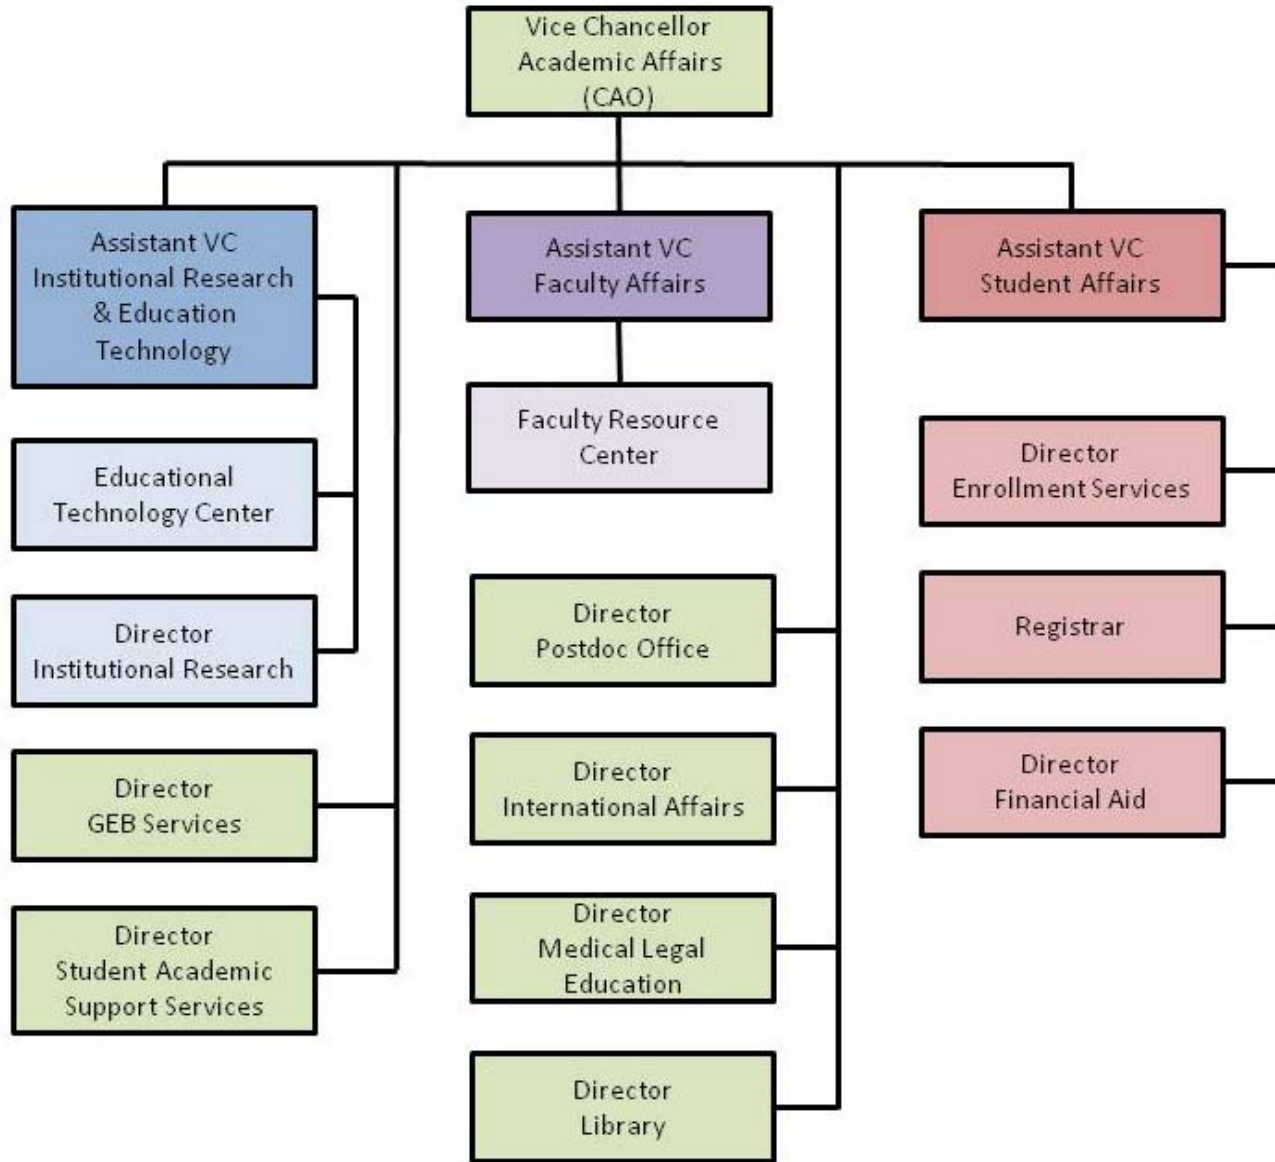 Vice Chancellor
Academic Affairs
(CAO)
Assistant VC
Institutional Research
& Education
Technology
Educational
Technology Center
Director
Institutional Research
Director
GEB Services
Director
Student Academic
Support Services
Assistant VC
Faculty Affairs
Faculty Resource
Center
Director
Postdoc Office
Director
International Affairs
Director
Medical Legal
Education
Director
Library
Assistant VC
Student Affairs
Director
Enrollment Services
Registrar
Director
Financial Aid